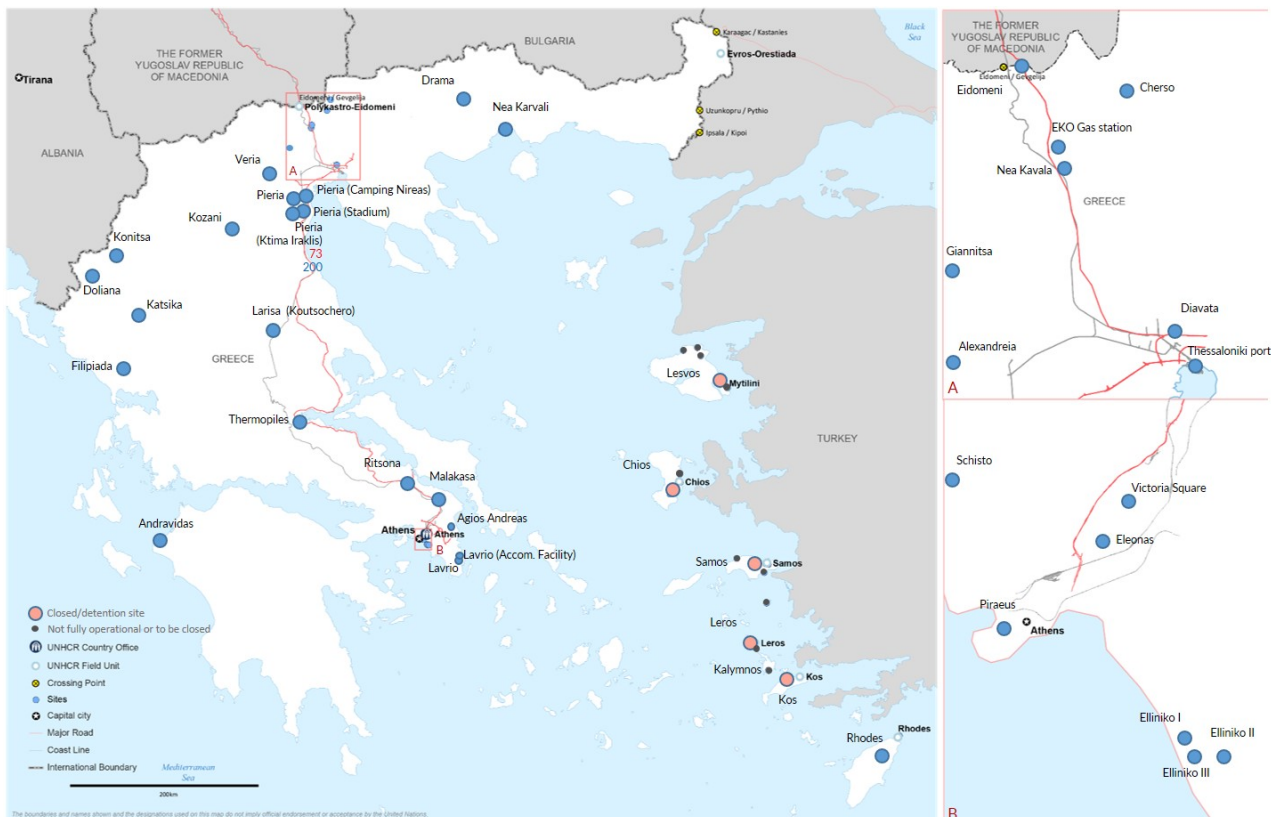 BULGARIA
Black
Sea
THE FORMER
YUGOSLAV REPUBLIC
OF MACEDONIA
Tirana
ALBANIA
Karaagac / Kastanies
Evros-Orestiada
Drama
Nea Karvali
Eidomeni / Gevgelija
Polykastro-Eidomeni
Uzunkopru / Pythio
Ipsala / Kipoi
Veria
A
Pieria
Pieria (Camping Nireas)
Pieria (Stadium)
Pieria
(Ktima Iraklis)
Kozani
73
200
Konitsa
Doliana
Katsika
Larisa (Koutsochero)
GREECE
Filipiada
Lesvos
Mytilini
TURKEY
Thermopiles
Chios
Chios
Ritsona
Malakasa
Agios Andreas
Andravidas
Athens
Athens
B
Lavrio (Accom. Facility)
Lavrio
Samos
Samos
Leros
Leros
Kalymnos
Kos
Kos
Rhodes
Rhodes
Closed/detention site
Not fully operational or to be closed
UNHCR Country Office
UNHCR Field Unit
Crossing Point
Sites
Capital city
Major Road
Coast Line
International Boundary
Mediterranean
Sea
200km
The boundaries and names shown and the designations used on this map do not imply official endorsement or acceptance by the United Nations.
THE FORMER
YUGOSLAV REPUBLIC
OF MACEDONIA
Eidomeni / Gevgelija
Eidomeni
Cherso
EKO Gas station
Nea Kavala
GREECE
Giannitsa
Diavata
Alexandreia
Thessaloniki port
A
Schisto
Victoria Square
Eleonas
Piraeus
Athens
Elliniko I
Elliniko II
Elliniko III
B